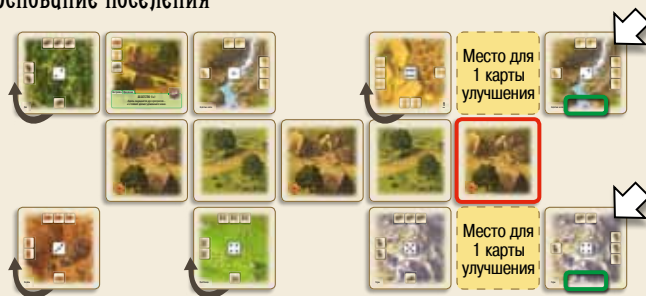 основание поселения
Место для
1 карты
улучшения
Место для
1 карты
улучшения